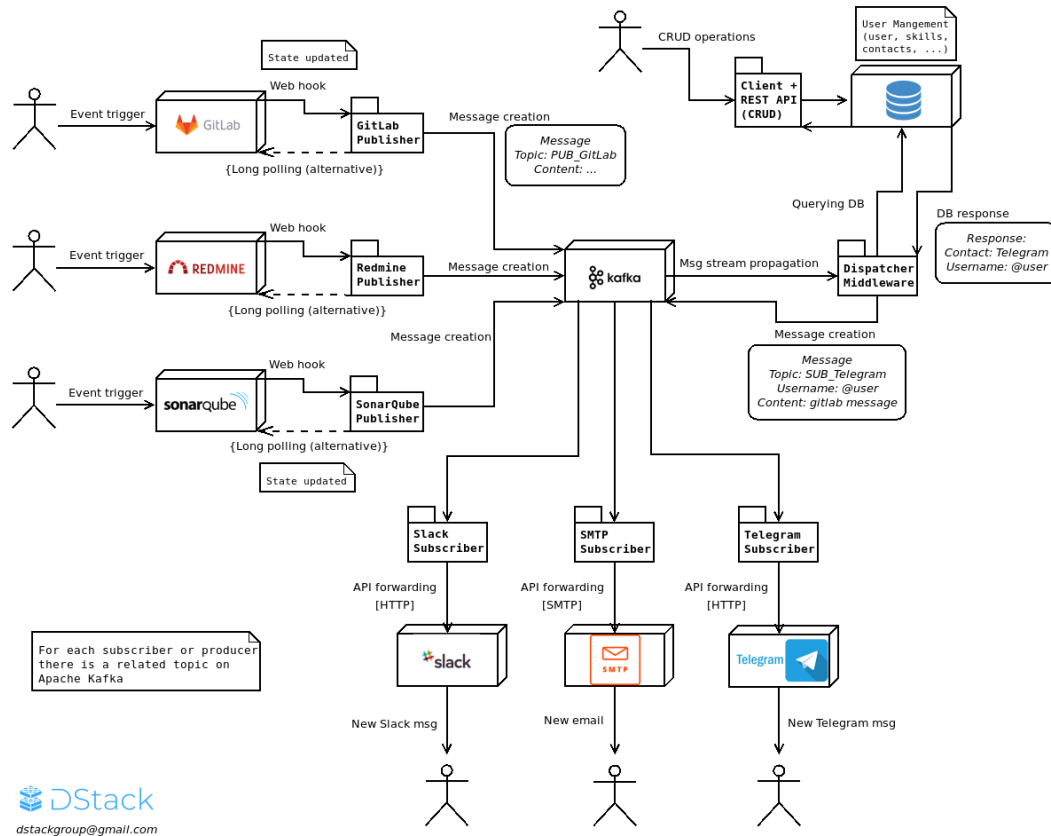 User Mangement
(user, skills,
contacts, ...)
CRUD operations
State updated
Client +
REST API
(CRUD)
Web hook
Event trigger
GitLab
GitLab
Publisher
Message creation
{Long polling (alternative)}
Message
Topic: PUB_GitLab
Content: ...
Querying DB
DB response
Response:
Contact: Telegram
Username: @user
Web hook
Event trigger
REDMINE
Redmine
Publisher
Message creation
kafka
Msg stream propagation
Dispatcher
Middleware
{Long polling (alternative)}
Message creation
Message creation
Message
Topic: SUB_Telegram
Username: @user
Content: gitlab message
Web hook
Event trigger
sonarqube
SonarQube
Publisher
{Long polling (alternative)}
State updated
Slack
Subscriber
SMTP
Subscriber
Telegram
Subscriber
API forwarding
[HTTP]
API forwarding
[SMTP]
API forwarding
[HTTP]
For each subscriber or producer
there is a related topic on
Apache Kafka
slack
SMTP
Telegram
New Slack msg
New email
New Telegram msg
DStack
dstackgroup@gmail.com